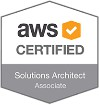 aws
CERTIFIED
Solutions Architect
Associate